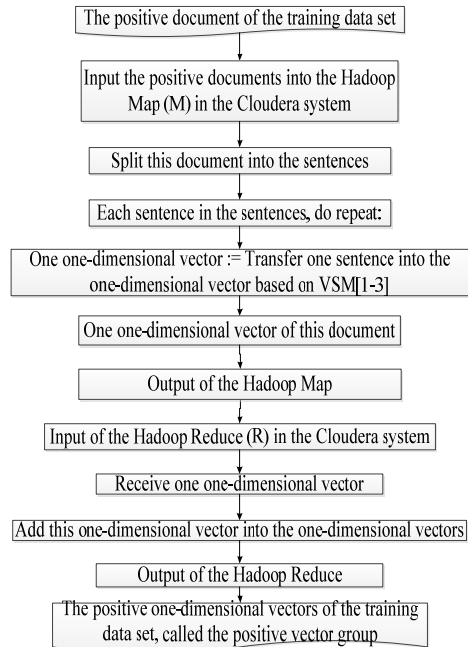 The positive document of the training data set
Input the positive documents into the Hadoop
Map (M) in the Cloudera system
Split this document into the sentences
Each sentence in the sentences, do repeat:
One one-dimensional vector := Transfer one sentence into the
one-dimensional vector based on VSM[1-3]
One one-dimensional vector of this document
Output of the Hadoop Map
Input of the Hadoop Reduce (R) in the Cloudera system
Receive one one-dimensional vector
Add this one-dimensional vector into the one-dimensional vectors
Output of the Hadoop Reduce
The positive one-dimensional vectors of the training
data set, called the positive vector group